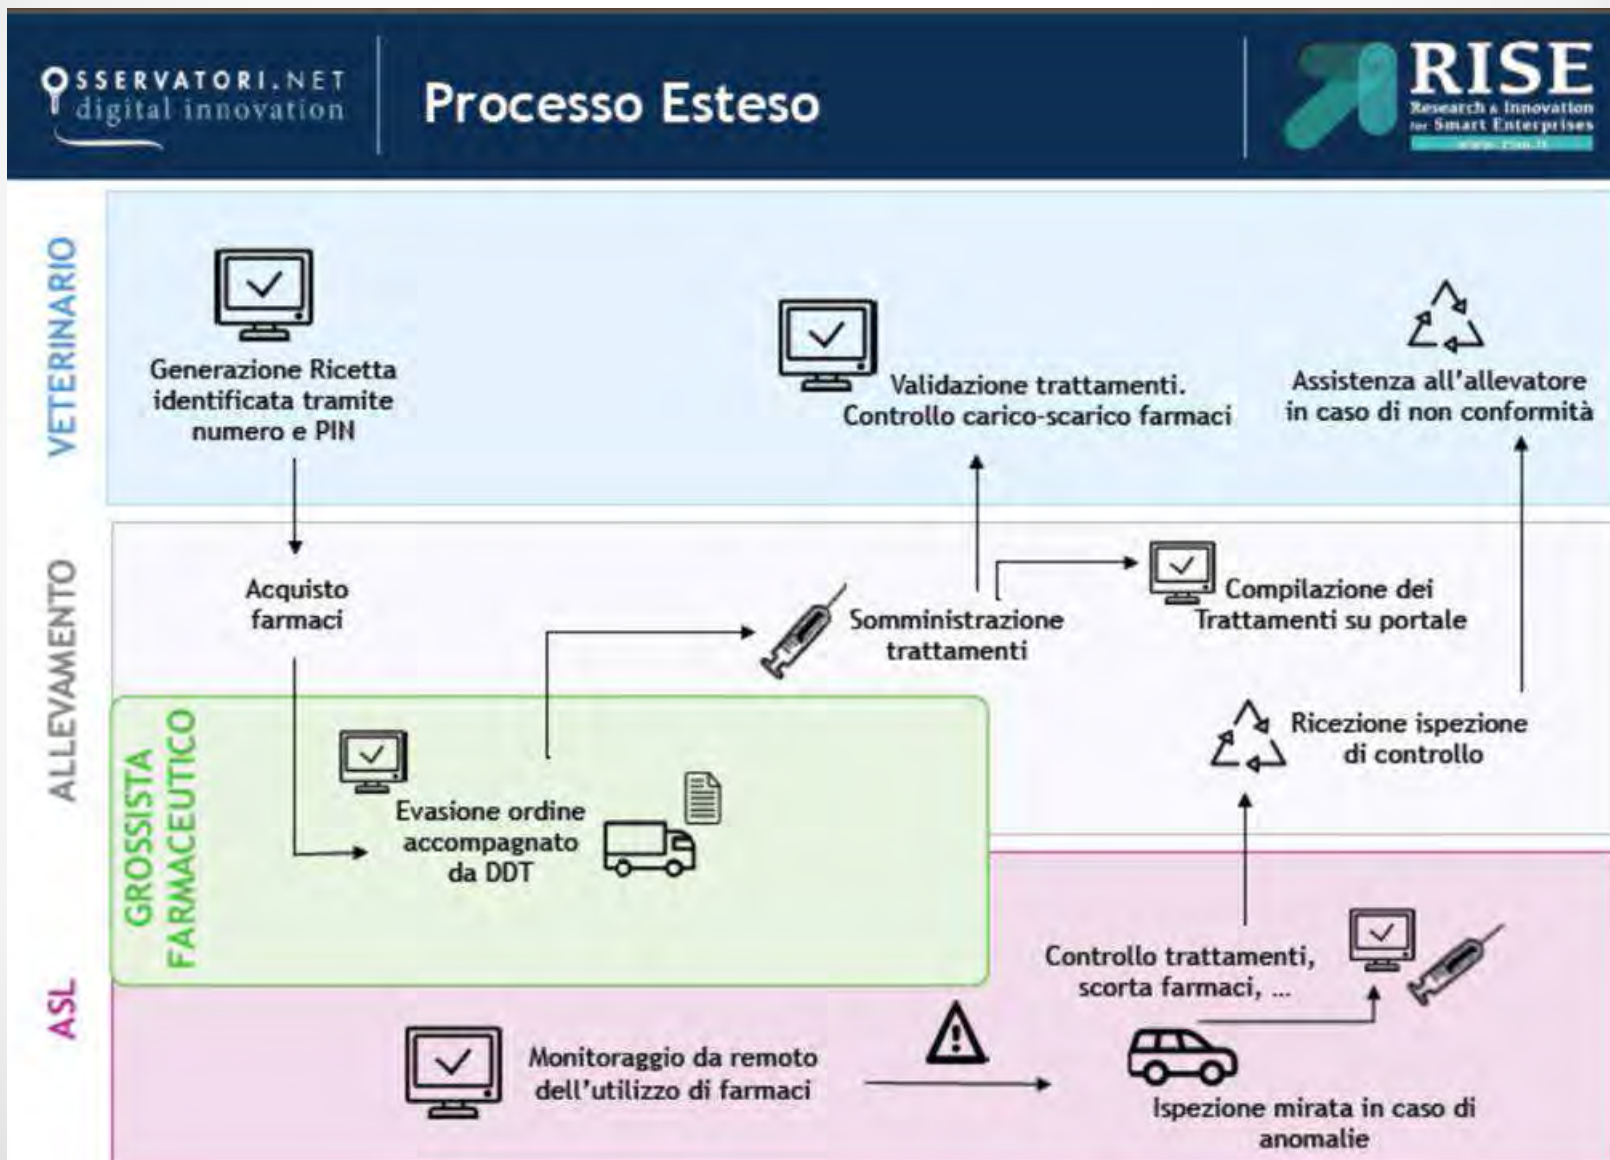 OSSERVATORI.NET
digital innovation
Processo Esteso
RISE
Research & Innovation
for Smart Enterprises
www.rise.it
VETERINARIO
Generazione Ricetta
identificata tramite
numero e PIN
Validazione trattamenti.
Controllo carico-scarico farmaci
Assistenza all'allevatore
in caso di non conformità
ALLEVAMENTO
Acquisto
farmaci
Somministrazione
trattamenti
Compilazione dei
Trattamenti su portale
Ricezione ispezione
di controllo
GROSSISTA
FARMACEUTICO
Evasione ordine
accompagnato
da DDT
ASL
Controllo trattamenti,
scorta farmaci, ...
Monitoraggio da remoto
dell'utilizzo di farmaci
Ispezione mirata in caso di
anomalie